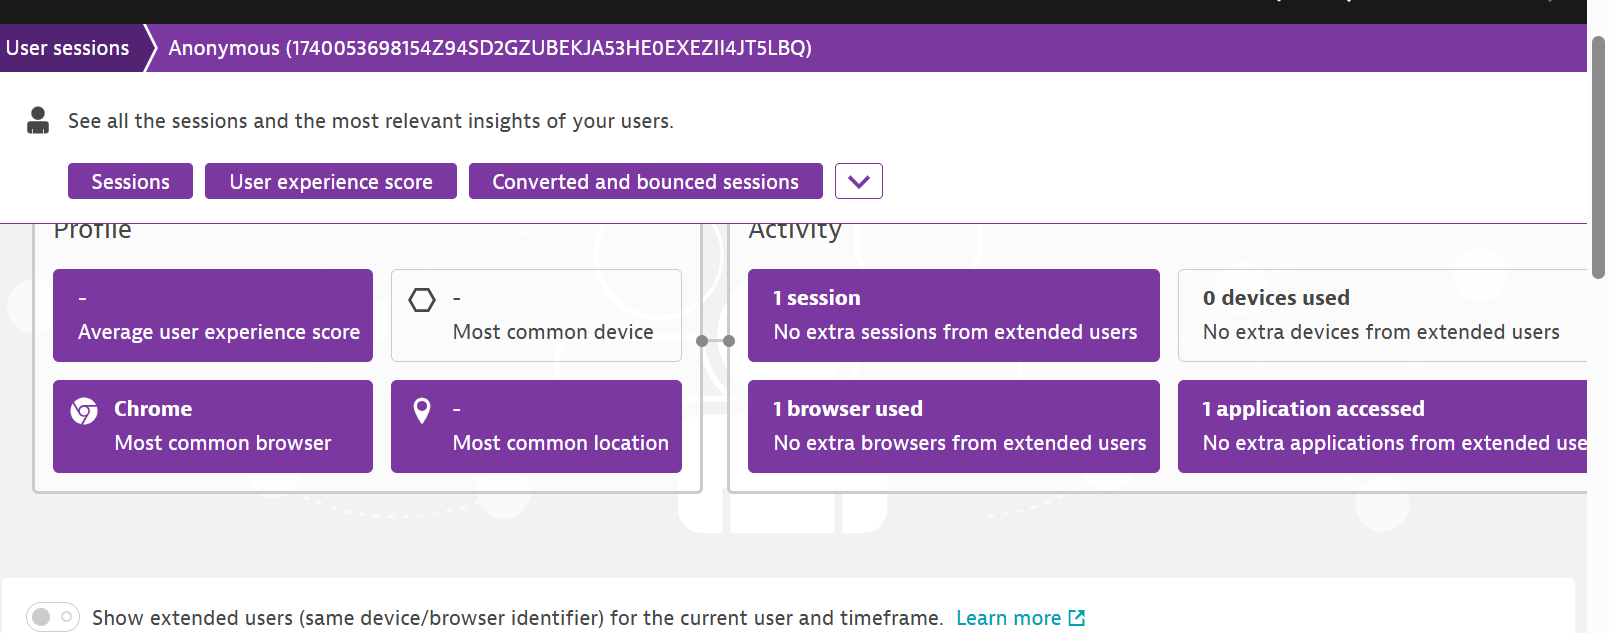 User sessions
Anonymous (1740053698154Z94SD2GZUBEKJA53HE0EXEZII4JT5LBQ)
See all the sessions and the most relevant insights of your users.
Sessions
User experience score
Converted and bounced sessions
Profile
-
Average user experience score
-
Most common device
Chrome
Most common browser
-
Most common location
Activity
1 session
No extra sessions from extended users
0 devices used
No extra devices from extended users
1 browser used
No extra browsers from extended users
1 application accessed
No extra applications from extended use
Show extended users (same device/browser identifier) for the current user and timeframe. Learn more